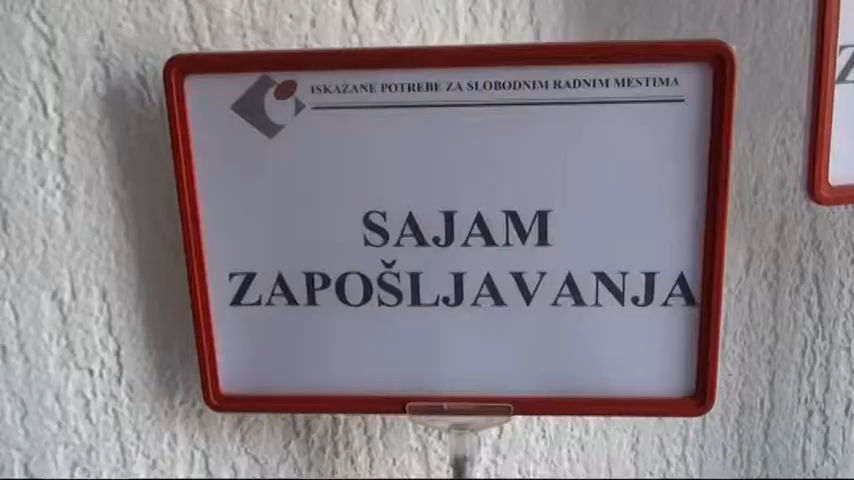 ISKAZANE POTREBE ZA SLOBODNIM RADNIM MESTIMA
SAJAM
ZAPOŠLJAVANJA